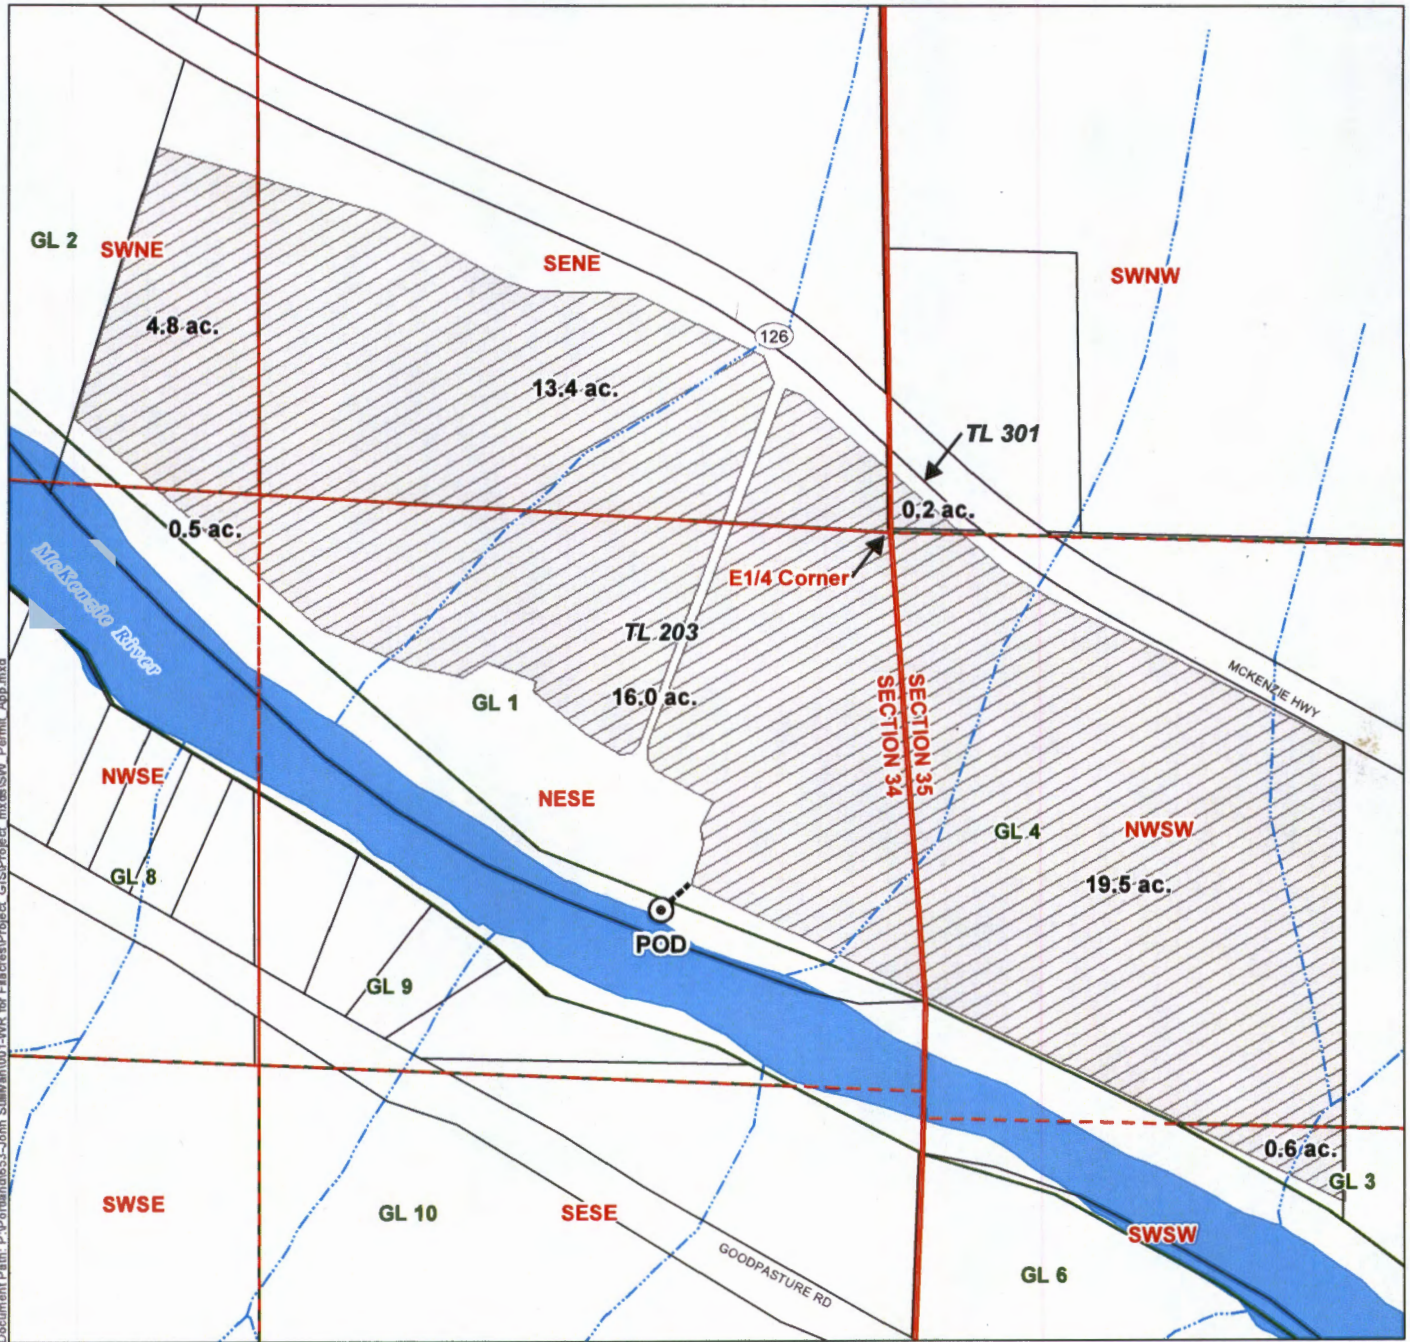 GL 2
SWNE
SENE
SWNW
4.8 ac.
126
13.4 ac.
TL 301
0.2 ac.
0.5 ac.
McKenzie River
E1/4 Corner
TL 203
16.0 ac.
GL 1
SECTION 34
SECTION 35
MCKENZIE HWY
NWSE
NESE
GL 4
NWSW
GL 8
19.5 ac.
POD
GL 9
0.6 ac.
GL 3
SWSE
GL 10
SESE
SWSW
GOODPASTURE RD
GL 6